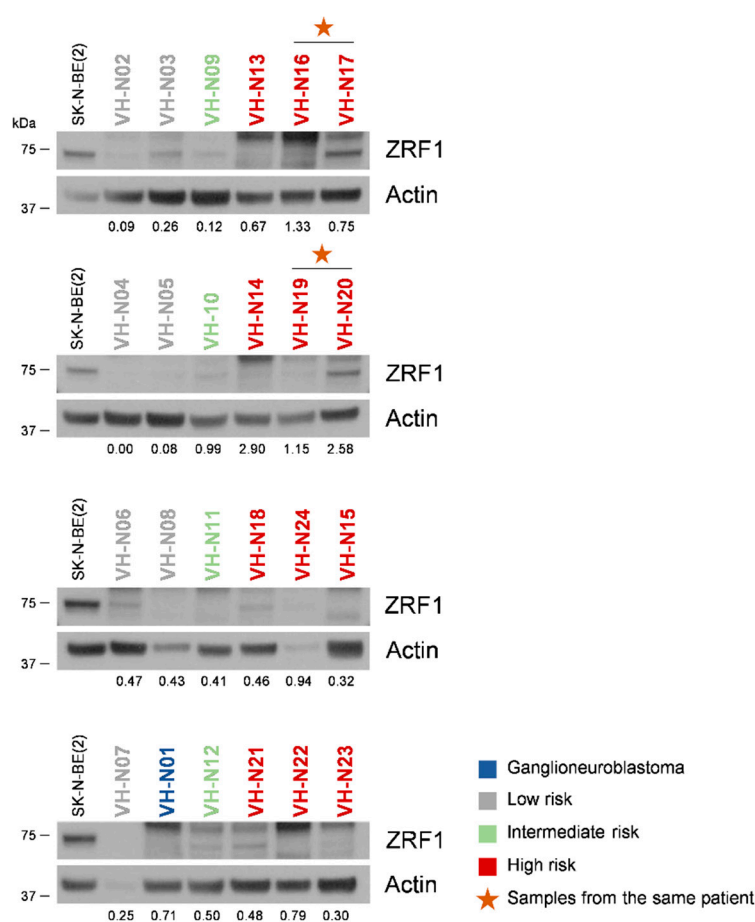 SK-N-BE(2) VH-N02 VH-N03 VH-N09 VH-N13 VH-N16 VH-N17
kDa
75 ZRF1
37 Actin
0.09 0.26 0.12 0.67 1.33 0.75
SK-N-BE(2) VH-N04 VH-N05 VH-10 VH-N14 VH-N19 VH-N20
75 ZRF1
37 Actin
0.00 0.08 0.99 2.90 1.15 2.58
SK-N-BE(2) VH-N06 VH-N08 VH-N11 VH-N18 VH-N24 VH-N15
75 ZRF1
37 Actin
0.47 0.43 0.41 0.46 0.94 0.32
SK-N-BE(2) VH-N07 VH-N01 VH-N12 VH-N21 VH-N22 VH-N23
75 ZRF1
37 Actin
0.25 0.71 0.50 0.48 0.79 0.30
Ganglioneuroblastoma
Low risk
Intermediate risk
High risk
Samples from the same patient